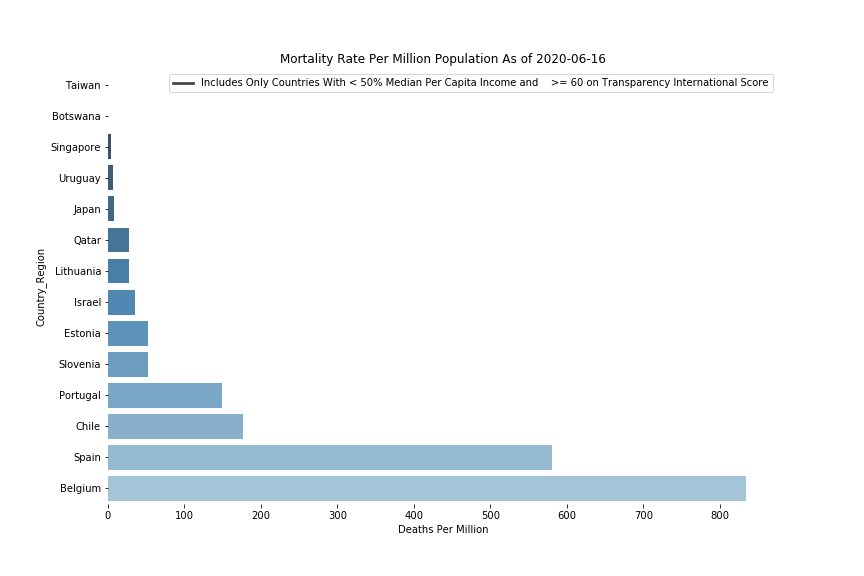 Mortality Rate Per Million Population As of 2020-06-16
Includes Only Countries With < 50% Median Per Capita Income and    >= 60 on Transparency International Score
Country_Region
Taiwan
Botswana
Singapore
Uruguay
Japan
Qatar
Lithuania
Israel
Estonia
Slovenia
Portugal
Chile
Spain
Belgium
0 100 200 300 400 500 600 700 800
Deaths Per Million